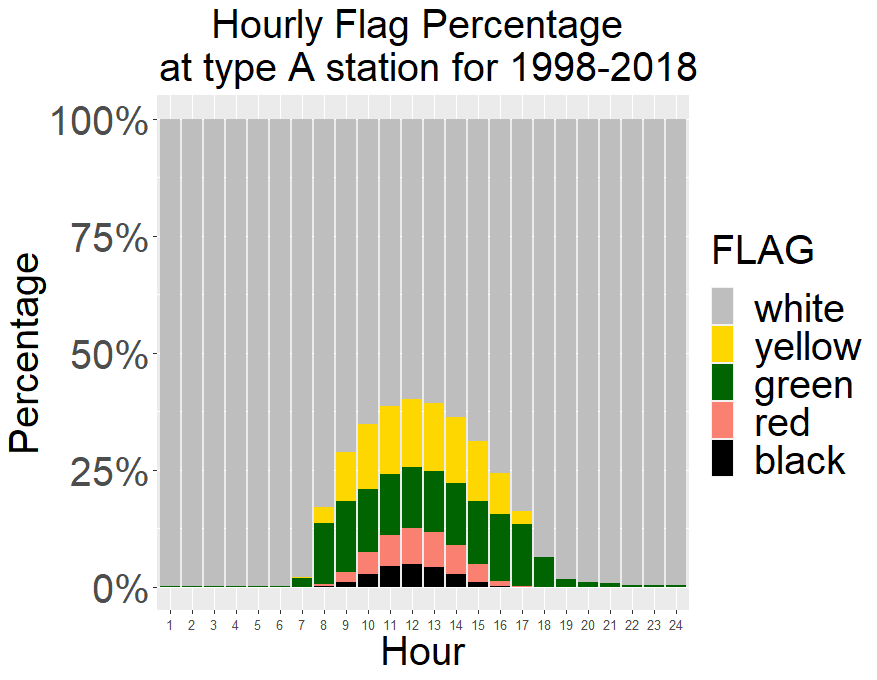 Hourly Flag Percentage
at type A station for 1998-2018
Percentage
100%
75%
50%
25%
0%
1 2 3 4 5 6 7 8 9 10 11 12 13 14 15 16 17 18 19 20 21 22 23 24
Hour
FLAG
white
yellow
green
red
black